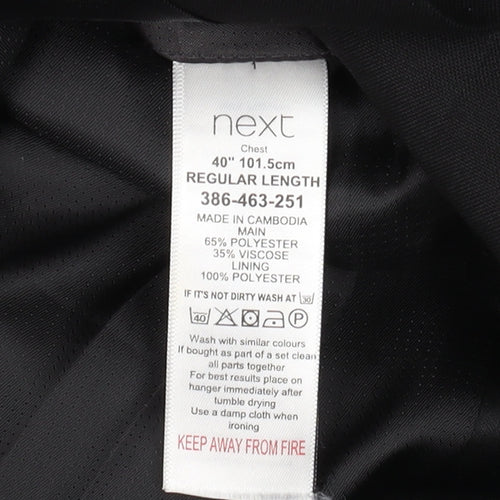 next
Chest
40" 101.5cm
REGULAR LENGTH
386-463-251
MADE IN CAMBODIA
MAIN
65% POLYESTER
35% VISCOSE
LINING
100% POLYESTER
IF IT'S NOT DIRTY WASH AT 30
40 P
Wash with similar colours
If bought as part of a set clean
all parts together
For best results place on
hanger immediately after
tumble drying
Use a damp cloth when
ironing
KEEP AWAY FROM FIRE